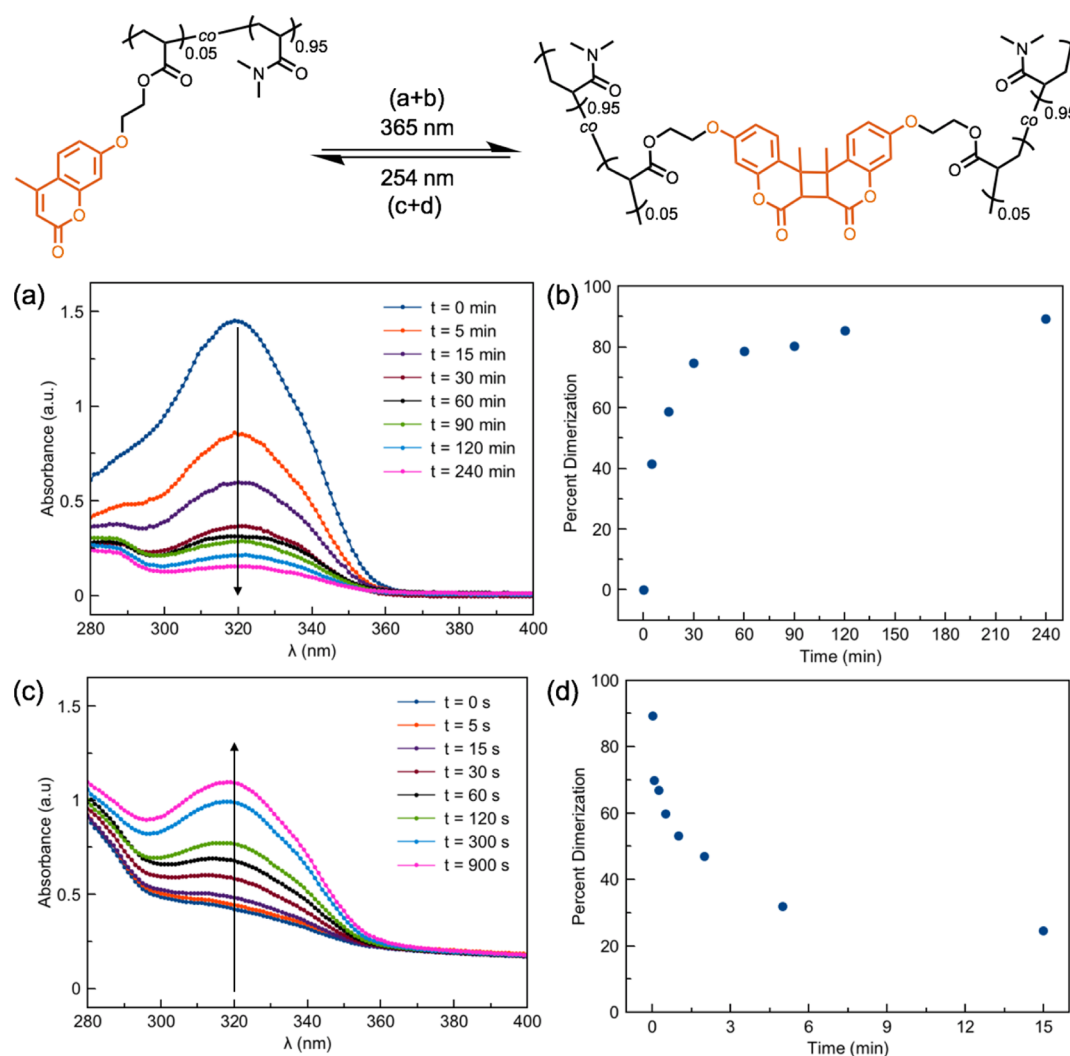 co
0.05
0.95
N
O
O
O
O
O
(a+b)
365 nm
254 nm
(c+d)
N
O
0.95
co
O
O
O
0.05
O
O
O
O
O
O
O
N
O
0.95
co
0.05
(a)
1.5
1
0.5
0
Absorbance (a.u.)
280 300 320 340 360 380 400
λ (nm)
t = 0 min
t = 5 min
t = 15 min
t = 30 min
t = 60 min
t = 90 min
t = 120 min
t = 240 min
(b)
100
80
60
40
20
0
Percent Dimerization
0 30 60 90 120 150 180 210 240
Time (min)
(c)
1.5
1
0.5
0
Absorbance (a.u)
280 300 320 340 360 380 400
λ (nm)
t = 0 s
t = 5 s
t = 15 s
t = 30 s
t = 60 s
t = 120 s
t = 300 s
t = 900 s
(d)
100
80
60
40
20
0
Percent Dimerization
0 3 6 9 12 15
Time (min)